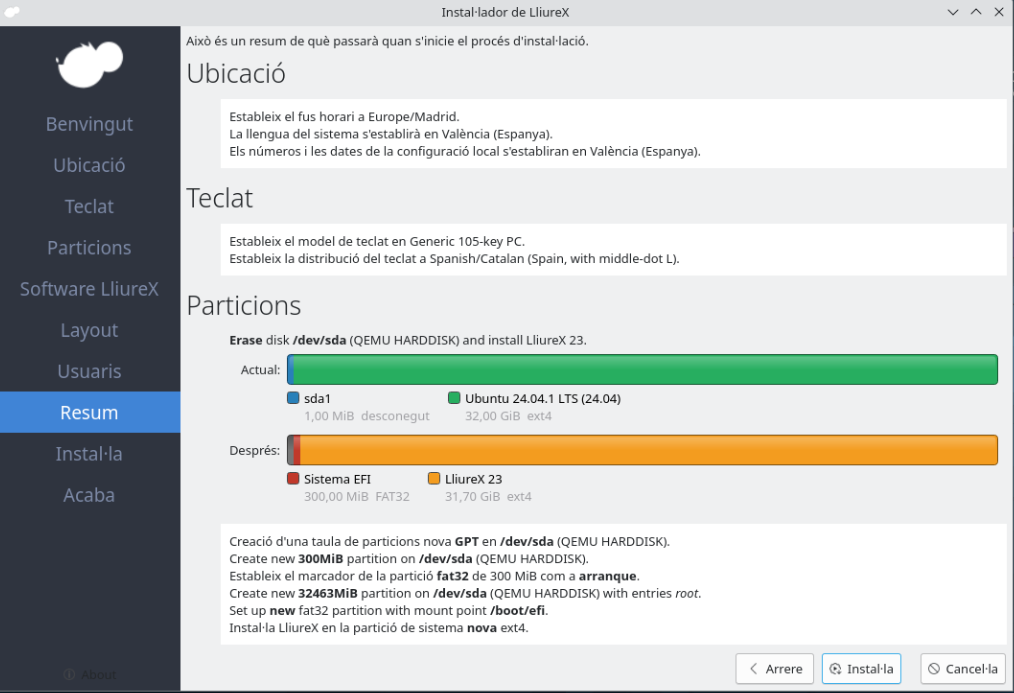 Instal·lador de LliureX
Això és un resum de què passarà quan s'inicie el procés d'instal·lació.
Benvingut
Ubicació
Teclat
Particions
Software LliureX
Layout
Usuaris
Resum
Instal·la
Acaba
About
Ubicació
Estableix el fus horari a Europe/Madrid.
La llengua del sistema s'establirà en València (Espanya).
Els números i les dates de la configuració local s'establiran en València (Espanya).
Teclat
Estableix el model de teclat en Generic 105-key PC.
Estableix la distribució del teclat a Spanish/Catalan (Spain, with middle-dot L).
Particions
Erase disk /dev/sda (QEMU HARDDISK) and install LliureX 23.
Actual:
sda1 Ubuntu 24.04.1 LTS (24.04)
1,00 MiB desconegut 32,00 GiB ext4
Després:
Sistema EFI LliureX 23
300,00 MiB FAT32 31,70 GiB ext4
Creació d'una taula de particions nova GPT en /dev/sda (QEMU HARDDISK).
Create new 300MiB partition on /dev/sda (QEMU HARDDISK).
Estableix el marcador de la partició fat32 de 300 MiB com a arranque.
Create new 32463MiB partition on /dev/sda (QEMU HARDDISK) with entries root.
Set up new fat32 partition with mount point /boot/efi.
Instal·la LliureX en la partició de sistema nova ext4.
Arrere Instal·la Cancel·la